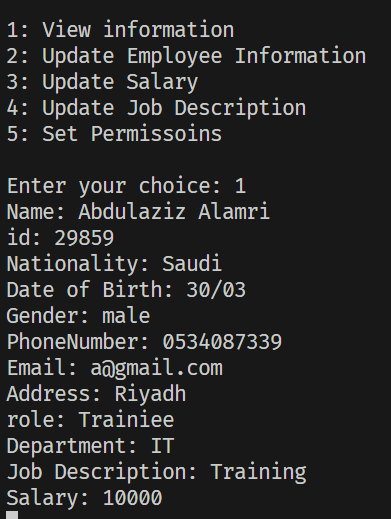 1: View information
2: Update Employee Information
3: Update Salary
4: Update Job Description
5: Set Permissoins
Enter your choice: 1
Name: Abdulaziz Alamri
id: 29859
Nationality: Saudi
Date of Birth: 30/03
Gender: male
PhoneNumber: 0534087339
Email: a@gmail.com
Address: Riyadh
role: Trainiee
Department: IT
Job Description: Training
Salary: 10000